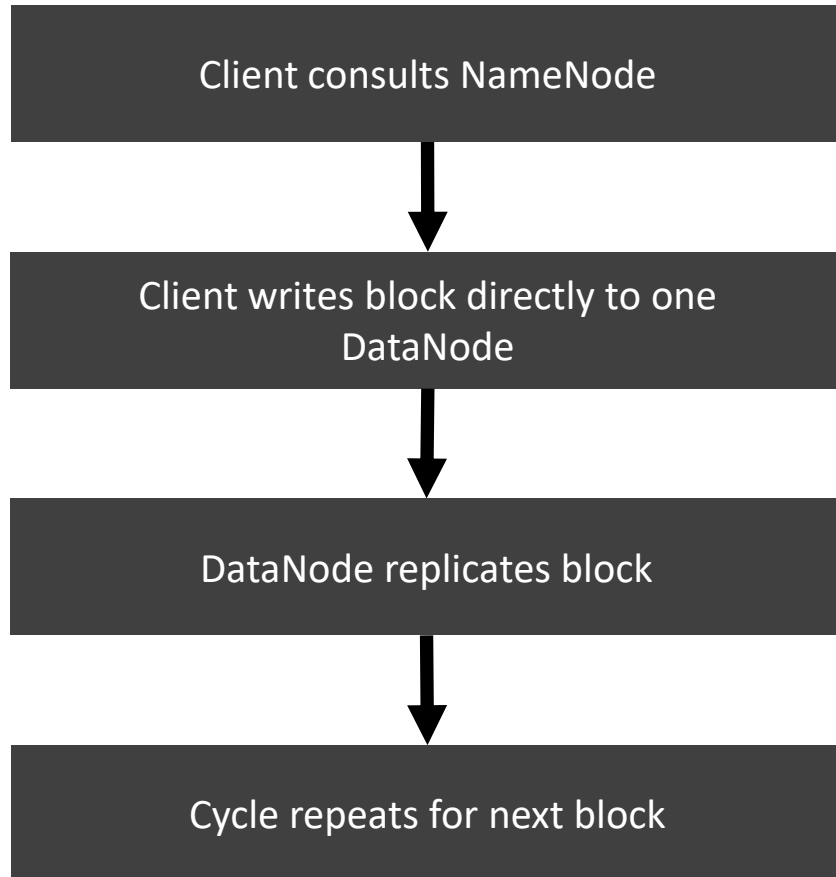 Client consults NameNode
Client writes block directly to one
DataNode
DataNode replicates block
Cycle repeats for next block